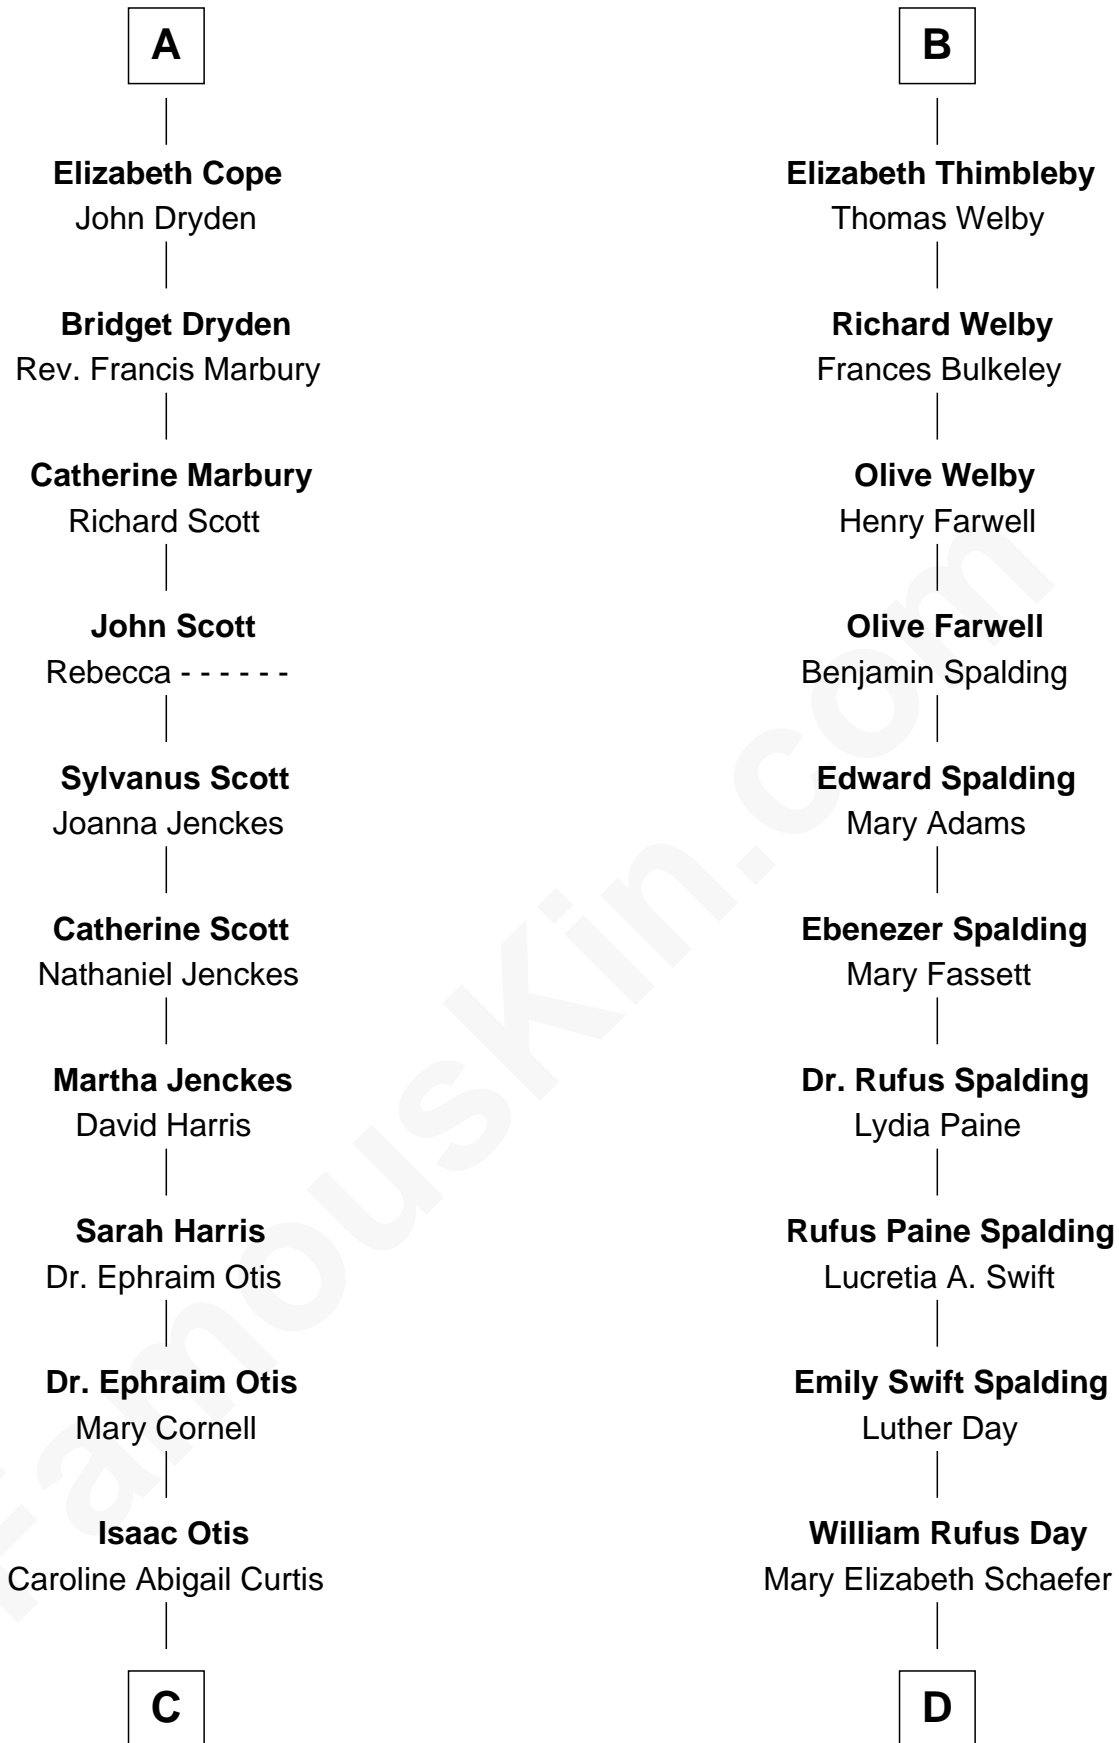 A
Elizabeth Cope
John Dryden
Bridget Dryden
Rev. Francis Marbury
Catherine Marbury
Richard Scott
John Scott
Rebecca - - - - - -
Sylvanus Scott
Joanna Jenckes
Catherine Scott
Nathaniel Jenckes
Martha Jenckes
David Harris
Sarah Harris
Dr. Ephraim Otis
Dr. Ephraim Otis
Mary Cornell
Isaac Otis
Caroline Abigail Curtis
C
B
Elizabeth Thimbleby
Thomas Welby
Richard Welby
Frances Bulkeley
Olive Welby
Henry Farwell
Olive Farwell
Benjamin Spalding
Edward Spalding
Mary Adams
Ebenezer Spalding
Mary Fassett
Dr. Rufus Spalding
Lydia Paine
Rufus Paine Spalding
Lucretia A. Swift
Emily Swift Spalding
Luther Day
William Rufus Day
Mary Elizabeth Schaefer
D
FamousKin.com